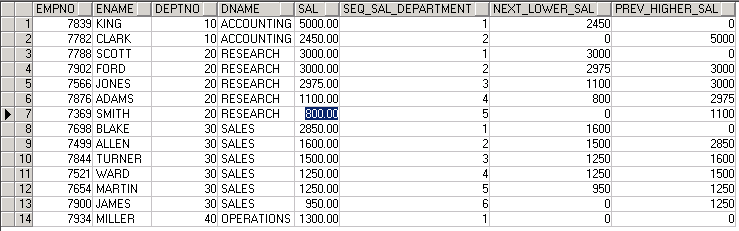 EMPNO ENAME DEPTNO DNAME SAL SEQ_SAL_DEPARTMENT NEXT_LOWER_SAL PREV_HIGHER_SAL
1 7839 KING 10 ACCOUNTING 5000.00 1 2450 0
2 7782 CLARK 10 ACCOUNTING 2450.00 2 0 5000
3 7788 SCOTT 20 RESEARCH 3000.00 1 3000 0
4 7902 FORD 20 RESEARCH 3000.00 2 2975 3000
5 7566 JONES 20 RESEARCH 2975.00 3 1100 3000
6 7876 ADAMS 20 RESEARCH 1100.00 4 800 2975
7 7369 SMITH 20 RESEARCH 800.00 5 0 1100
8 7698 BLAKE 30 SALES 2850.00 1 1600 0
9 7499 ALLEN 30 SALES 1600.00 2 1500 2850
10 7844 TURNER 30 SALES 1500.00 3 1250 1600
11 7521 WARD 30 SALES 1250.00 4 1250 1500
12 7654 MARTIN 30 SALES 1250.00 5 950 1250
13 7900 JAMES 30 SALES 950.00 6 0 1250
14 7934 MILLER 40 OPERATIONS 1300.00 1 0 0